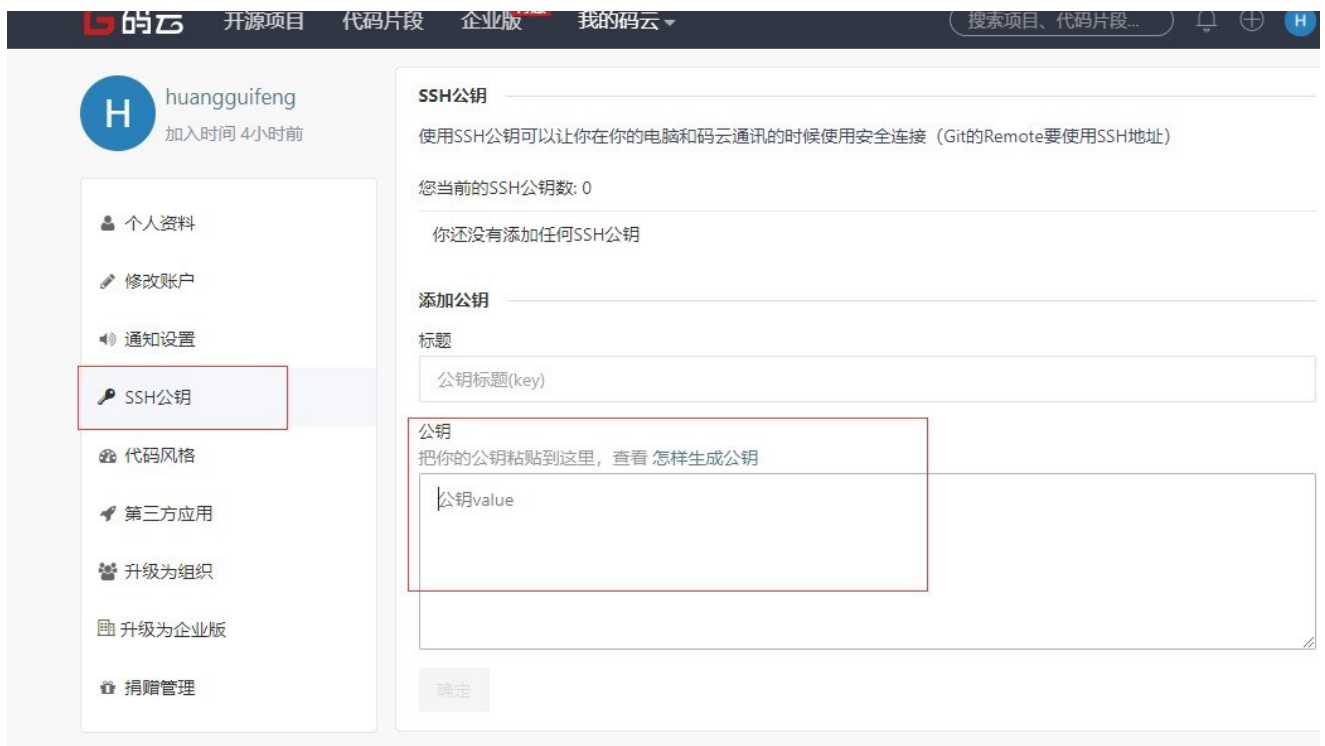 码云 开源项目 代码片段 企业版 我的码云 搜索项目、代码片段... H
H huangguifeng
加入时间 4小时前
个人资料
修改账户
通知设置
SSH公钥
代码风格
第三方应用
升级为组织
升级为企业版
捐赠管理
SSH公钥
使用SSH公钥可以让你在你的电脑和码云通讯的时候使用安全连接（Git的Remote要使用SSH地址）
您当前的SSH公钥数: 0
你还没有添加任何SSH公钥
添加公钥
标题
公钥标题(key)
公钥
把你的公钥粘贴到这里，查看 怎样生成公钥
公钥value
确定